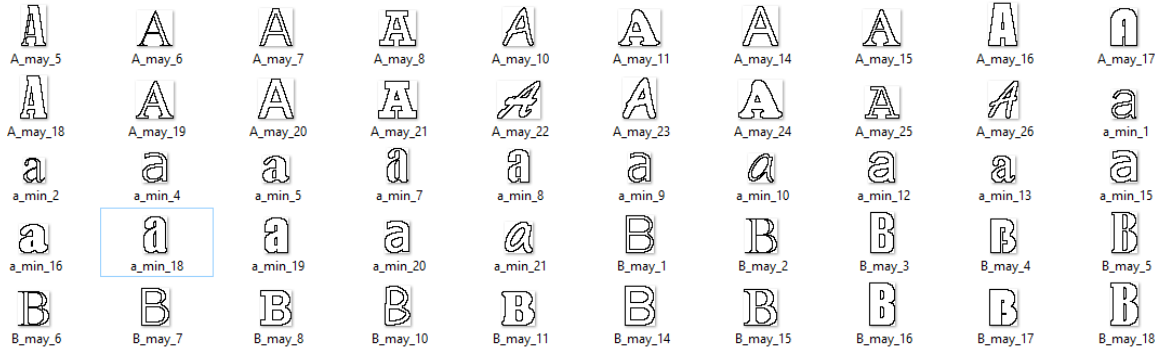 A A A A A A A A A A
A_may_5 A_may_6 A_may_7 A_may_8 A_may_10 A_may_11 A_may_14 A_may_15 A_may_16 A_may_17
A A A A A A A A A a
A_may_18 A_may_19 A_may_20 A_may_21 A_may_22 A_may_23 A_may_24 A_may_25 A_may_26 a_min_1
a a a a a a a a a a
a_min_2 a_min_4 a_min_5 a_min_7 a_min_8 a_min_9 a_min_10 a_min_12 a_min_13 a_min_15
a a a a a B B B B B
a_min_16 a_min_18 a_min_19 a_min_20 a_min_21 B_may_1 B_may_2 B_may_3 B_may_4 B_may_5
B B B B B B B B B B
B_may_6 B_may_7 B_may_8 B_may_10 B_may_11 B_may_14 B_may_15 B_may_16 B_may_17 B_may_18